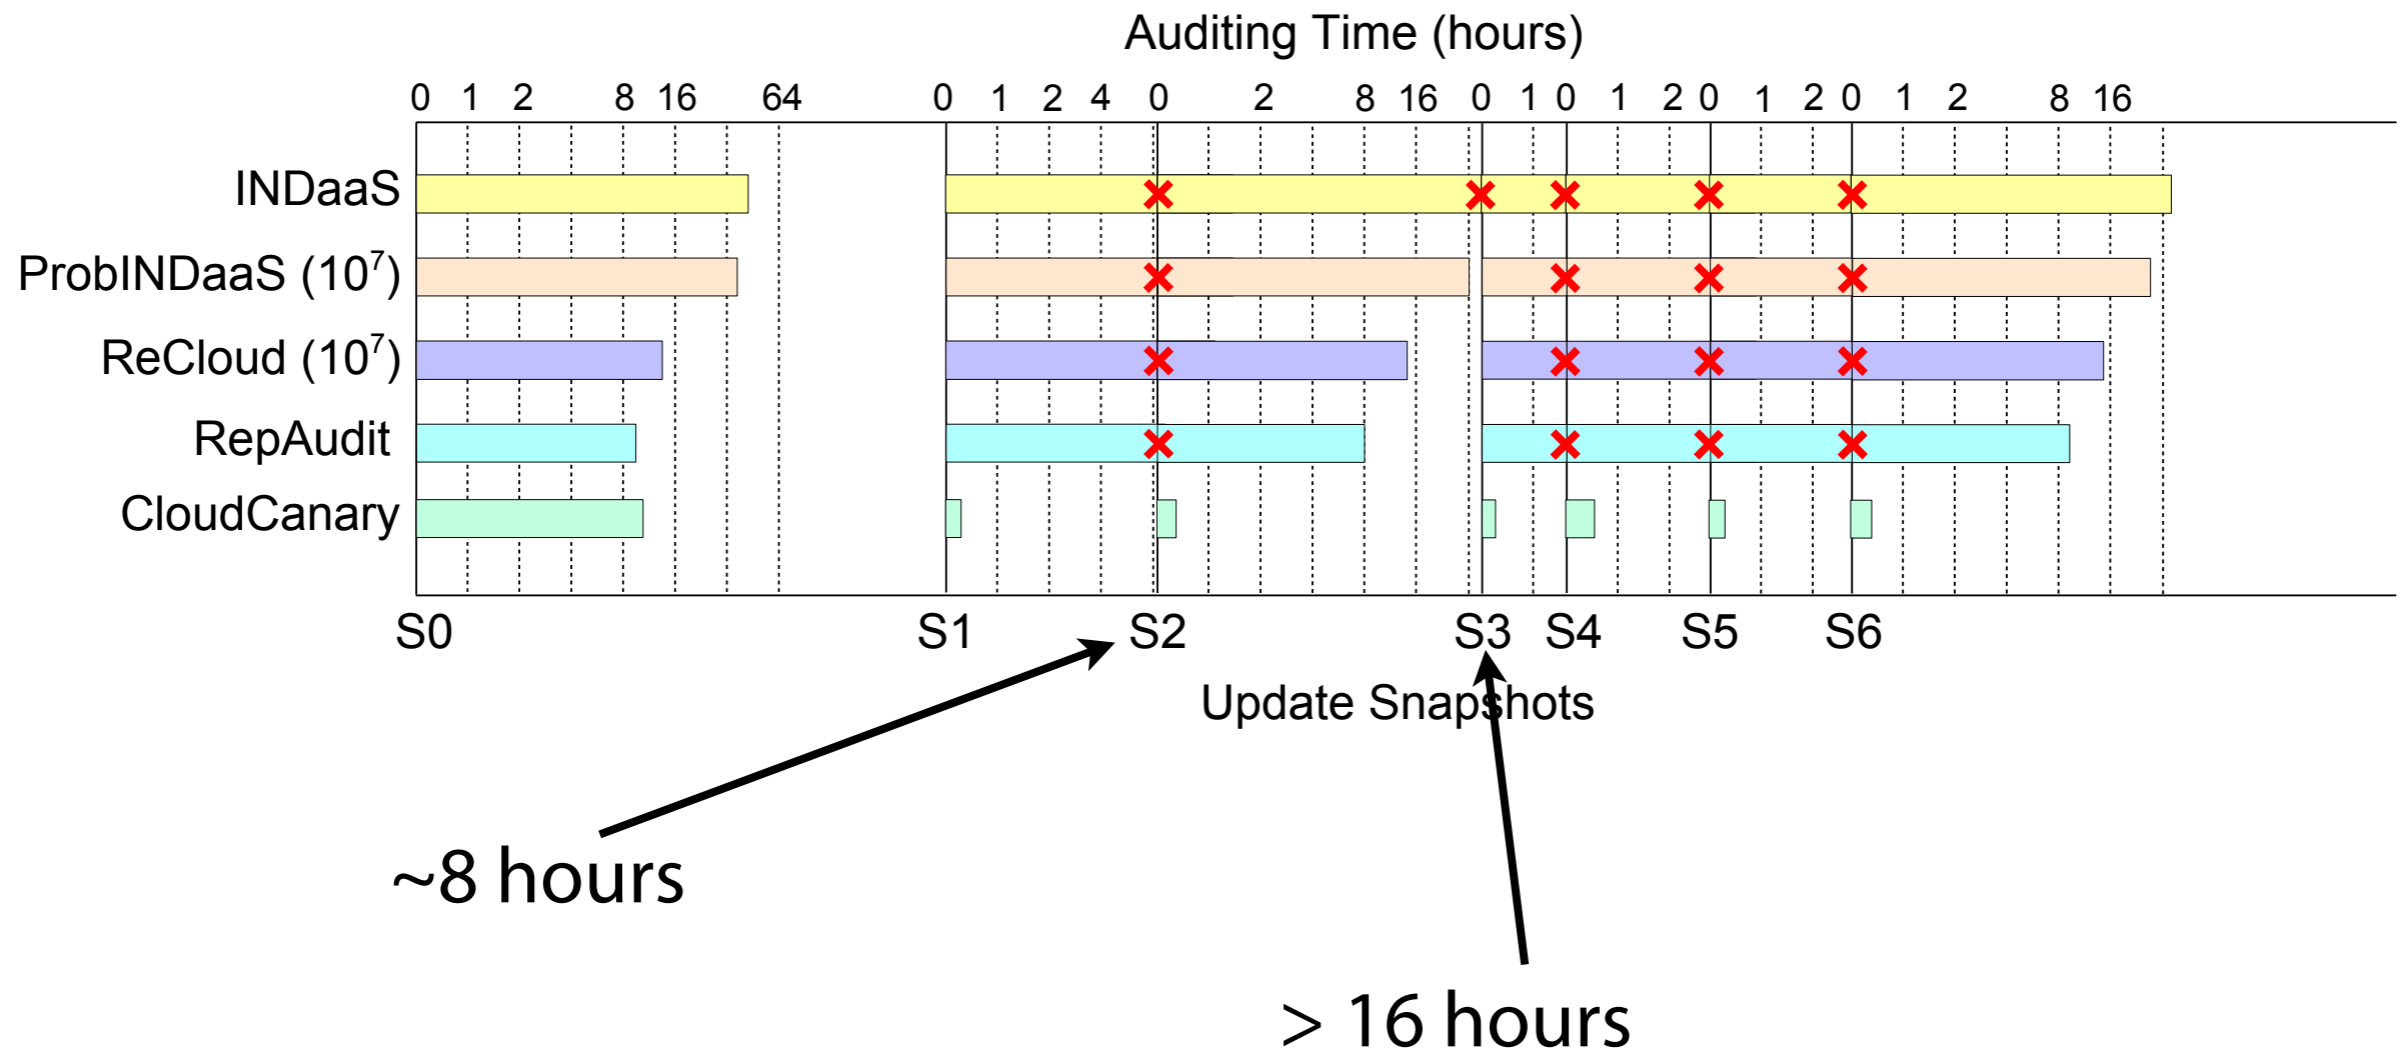 Auditing Time (hours)
0 1 2 8 16 64 0 1 2 4 0 2 8 16 0 1 0 1 2 0 1 2 0 1 2 8 16
INDaaS
ProbINDaaS (10⁷)
ReCloud (10⁷)
RepAudit
CloudCanary
S0 S1 S2 S3 S4 S5 S6
Update Snapshots
~8 hours
> 16 hours